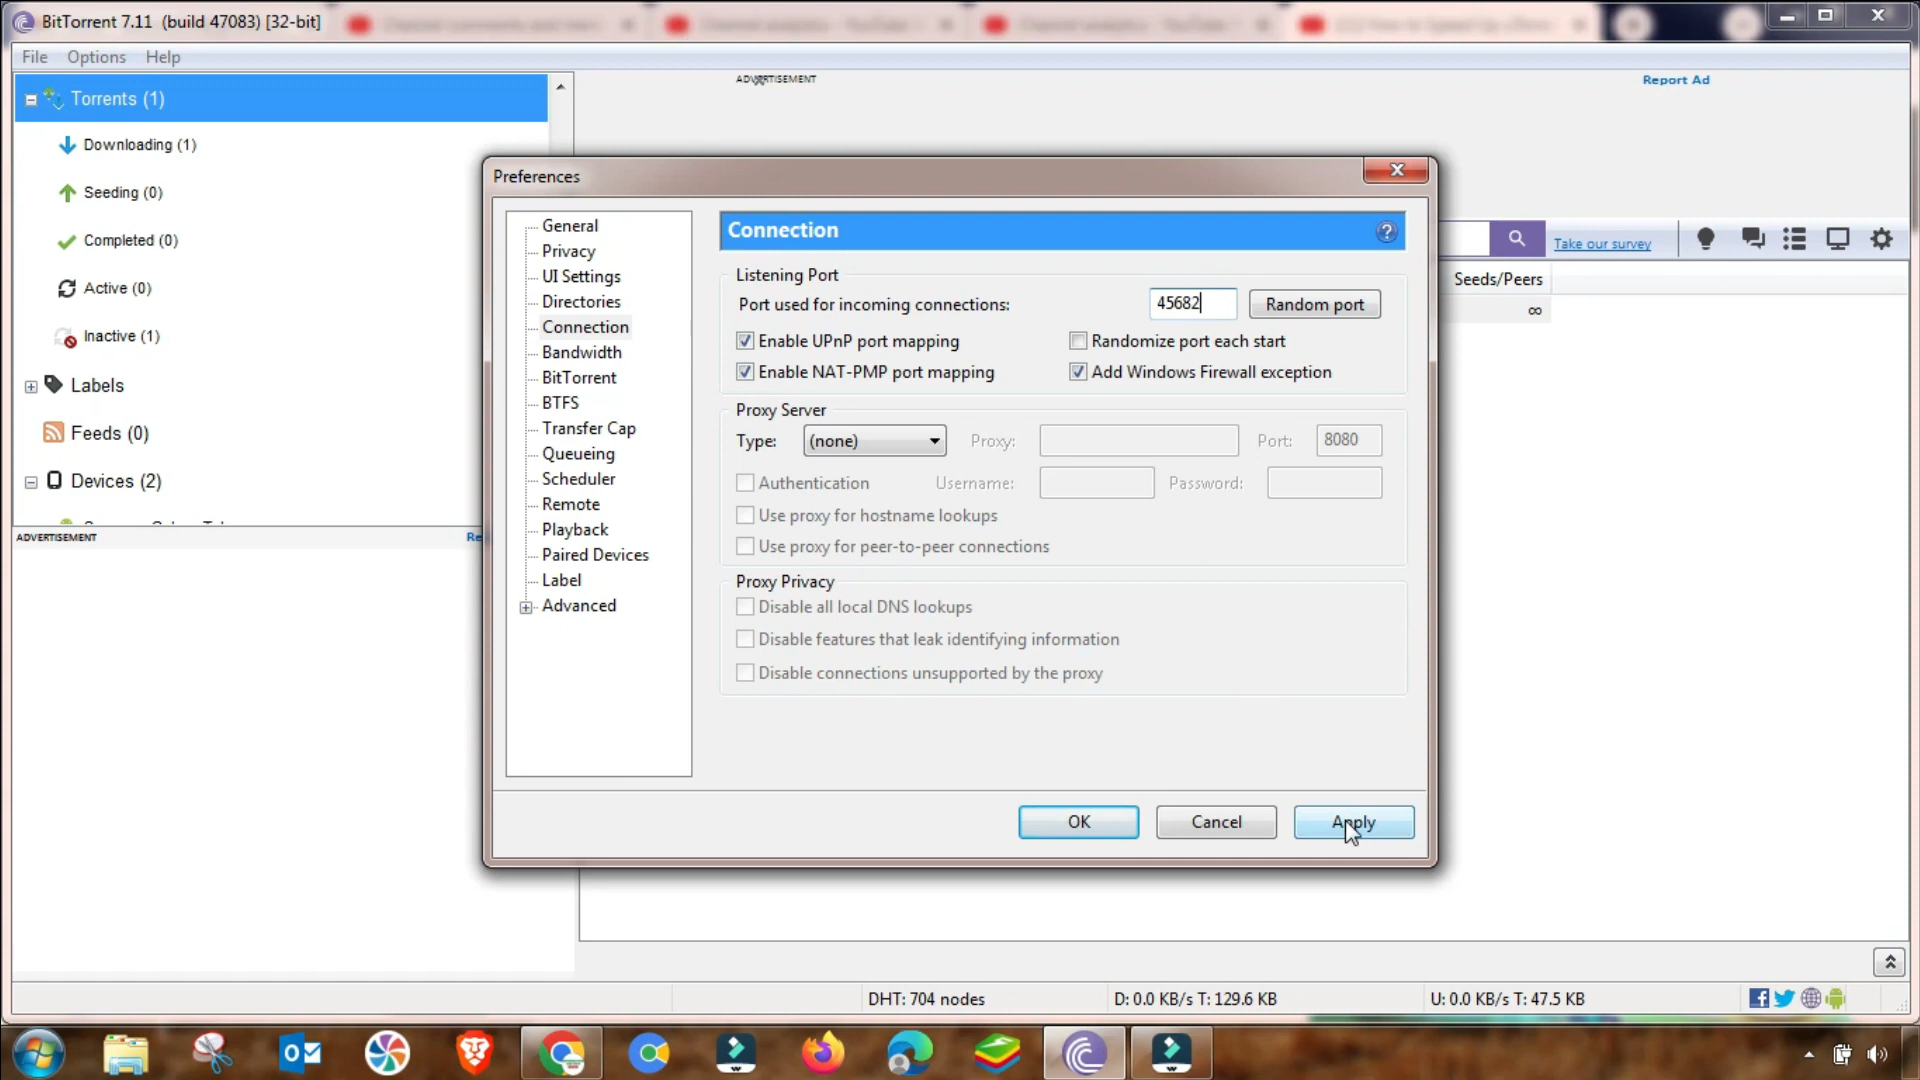 BitTorrent 7.11 (build 47083) [32-bit]
File Options Help
Torrents (1)
Downloading (1)
Seeding (0)
Completed (0)
Active (0)
Inactive (1)
Labels
Feeds (0)
Devices (2)
ADVERTISEMENT
ADVERTISEMENT Report Ad
Take our survey
Seeds/Peers
∞
Preferences
General
Privacy
UI Settings
Directories
Connection
Bandwidth
BitTorrent
BTFS
Transfer Cap
Queueing
Scheduler
Remote
Playback
Paired Devices
Label
Advanced
Connection
Listening Port
Port used for incoming connections: 45682 Random port
Enable UPnP port mapping Randomize port each start
Enable NAT-PMP port mapping Add Windows Firewall exception
Proxy Server
Type: (none) Proxy: Port: 8080
Authentication Username: Password:
Use proxy for hostname lookups
Use proxy for peer-to-peer connections
Proxy Privacy
Disable all local DNS lookups
Disable features that leak identifying information
Disable connections unsupported by the proxy
OK Cancel Apply
DHT: 704 nodes D: 0.0 KB/s T: 129.6 KB U: 0.0 KB/s T: 47.5 KB